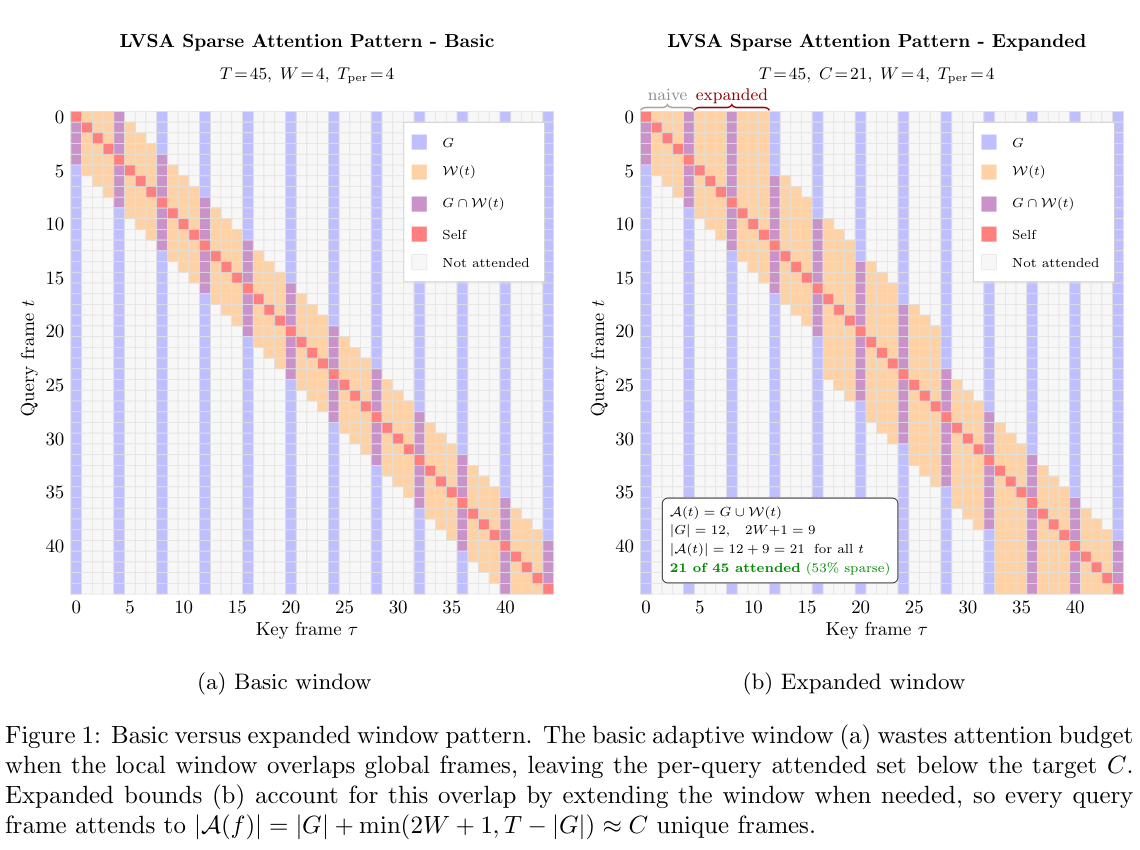 LVSA Sparse Attention Pattern - Basic
T=45, W=4, T_per=4
0
5
10
15
20
25
30
35
40
Query frame t
G
𝒲(t)
G ∩ 𝒲(t)
Self
Not attended
0 5 10 15 20 25 30 35 40
Key frame τ
(a) Basic window
LVSA Sparse Attention Pattern - Expanded
T=45, C=21, W=4, T_per=4
naive expanded
0
5
10
15
20
25
30
35
40
Query frame t
G
𝒲(t)
G ∩ 𝒲(t)
Self
Not attended
𝒜(t) = G ∪ 𝒲(t)
|G| = 12, 2W+1 = 9
|𝒜(t)| = 12 + 9 = 21 for all t
21 of 45 attended (53% sparse)
0 5 10 15 20 25 30 35 40
Key frame τ
(b) Expanded window
Figure 1: Basic versus expanded window pattern. The basic adaptive window (a) wastes attention budget
when the local window overlaps global frames, leaving the per-query attended set below the target C.
Expanded bounds (b) account for this overlap by extending the window when needed, so every query
frame attends to |𝒜(f)| = |G| + min(2W + 1, T − |G|) ≈ C unique frames.